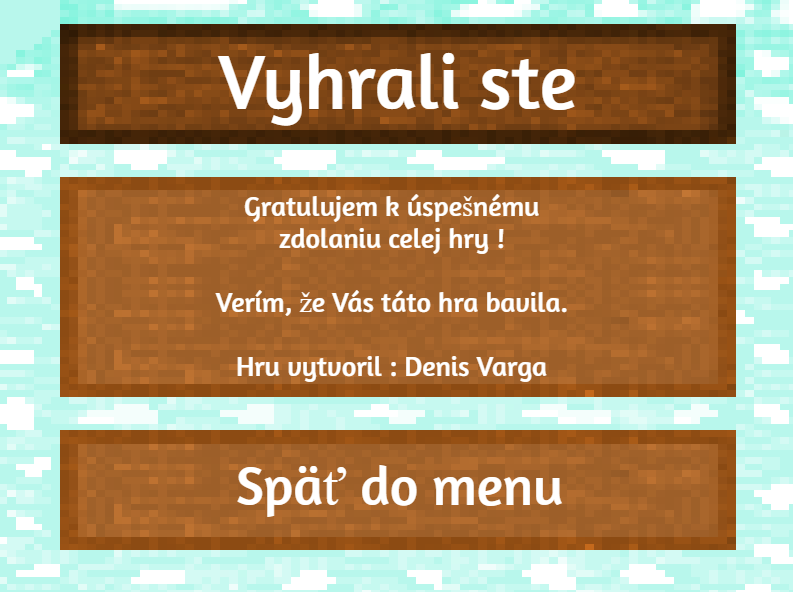 Vyhrali ste
Gratulujem k úspešnému
zdolaniu celej hry !
Verím, že Vás táto hra bavila.
Hru vytvoril : Denis Varga
Späť do menu